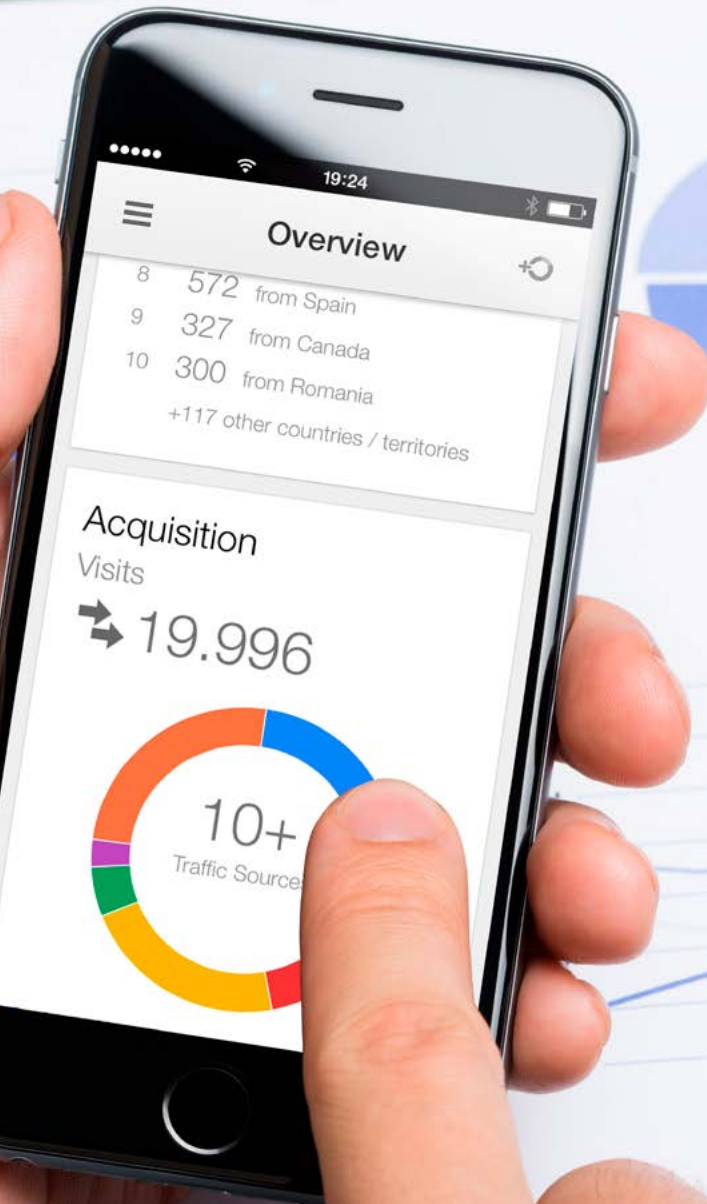 19:24
Overview
8 572 from Spain
9 327 from Canada
10 300 from Romania
+117 other countries / territories
Acquisition
Visits
19.996
10+
Traffic